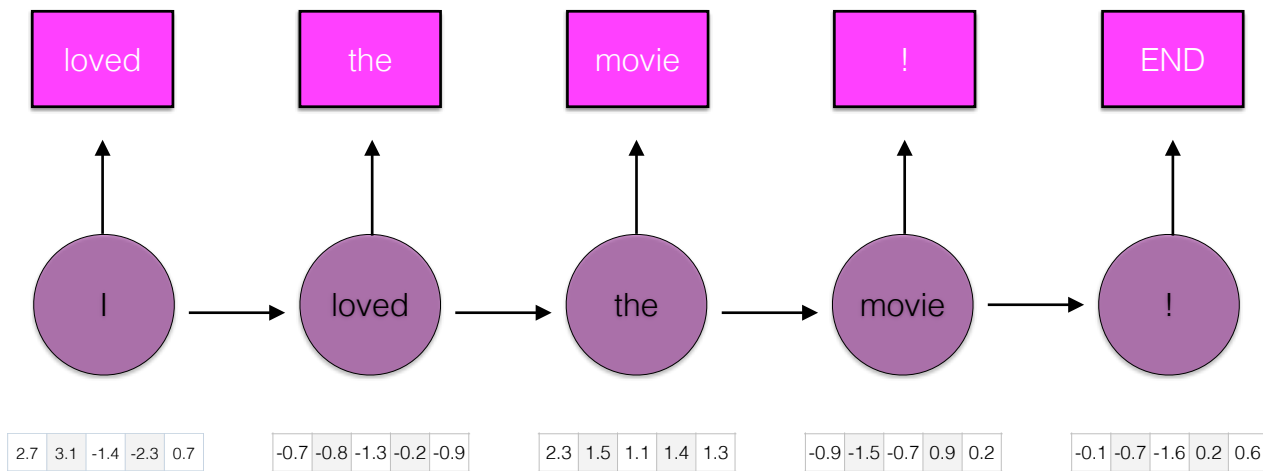 loved the movie ! END
I loved the movie !
2.7 3.1 -1.4 -2.3 0.7 -0.7 -0.8 -1.3 -0.2 -0.9 2.3 1.5 1.1 1.4 1.3 -0.9 -1.5 -0.7 0.9 0.2 -0.1 -0.7 -1.6 0.2 0.6